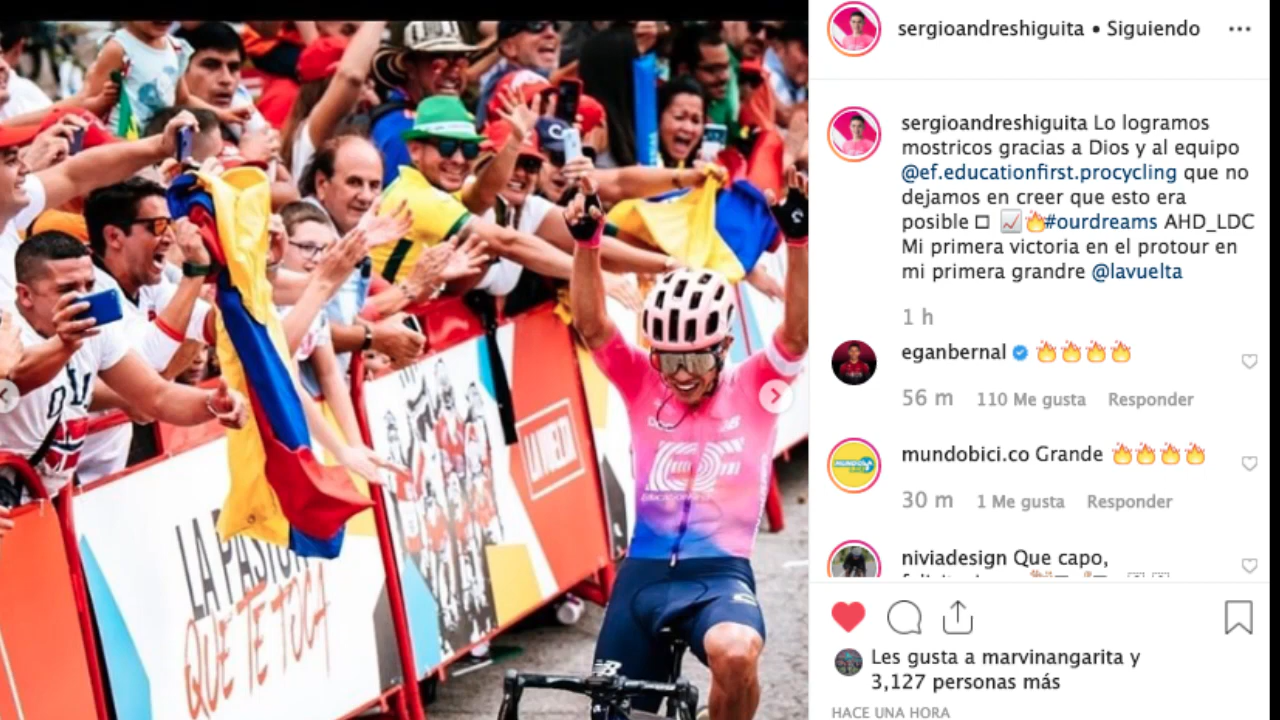 LA PASIÓN
QUE TE TOCA
LA VUELTA
EF
EducationFirst
sergioandreshiguita • Siguiendo
sergioandreshiguita Lo logramos
mostricos gracias a Dios y al equipo
@ef.educationfirst.procycling que no
dejamos en creer que esto era
posible □ 📈🔥#ourdreams AHD_LDC
Mi primera victoria en el protour en
mi primera grandre @lavuelta
1 h
eganbernal 🔥🔥🔥🔥
56 m 110 Me gusta Responder
mundobici.co Grande 🔥🔥🔥🔥
30 m 1 Me gusta Responder
niviadesign Que capo,
Les gusta a marvinangarita y
3,127 personas más
HACE UNA HORA